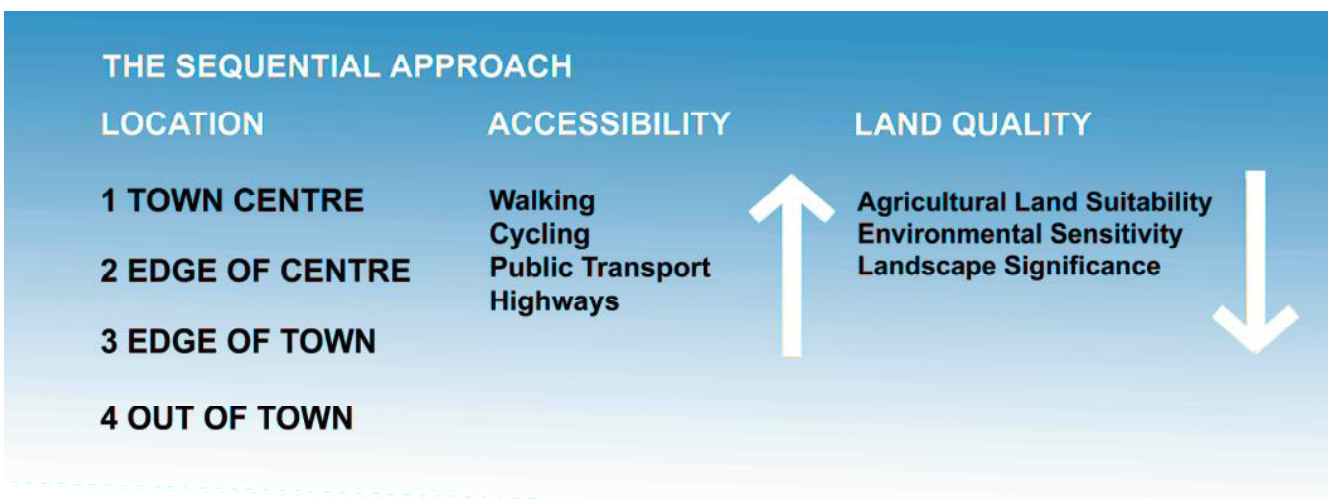 THE SEQUENTIAL APPROACH
LOCATION
1 TOWN CENTRE
2 EDGE OF CENTRE
3 EDGE OF TOWN
4 OUT OF TOWN
ACCESSIBILITY
Walking
Cycling
Public Transport
Highways
LAND QUALITY
Agricultural Land Suitability
Environmental Sensitivity
Landscape Significance